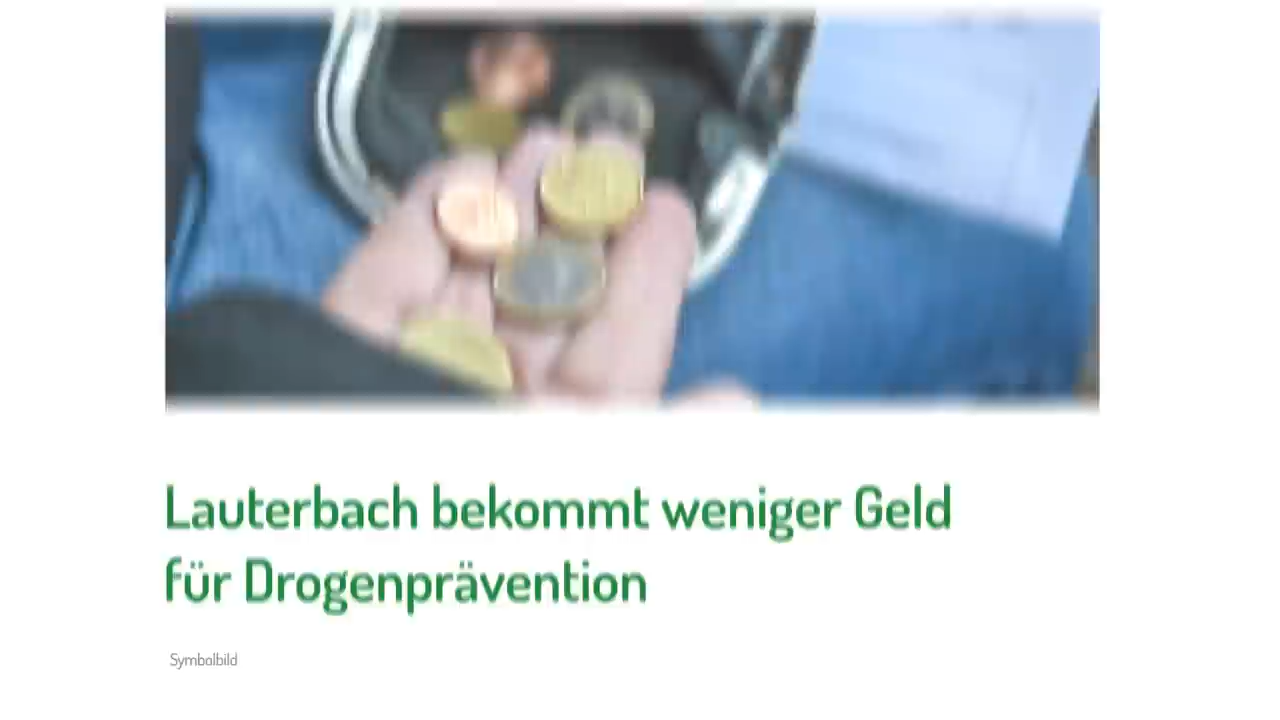 Lauterbach bekommt weniger Geld
für Drogenprävention
Symbolbild